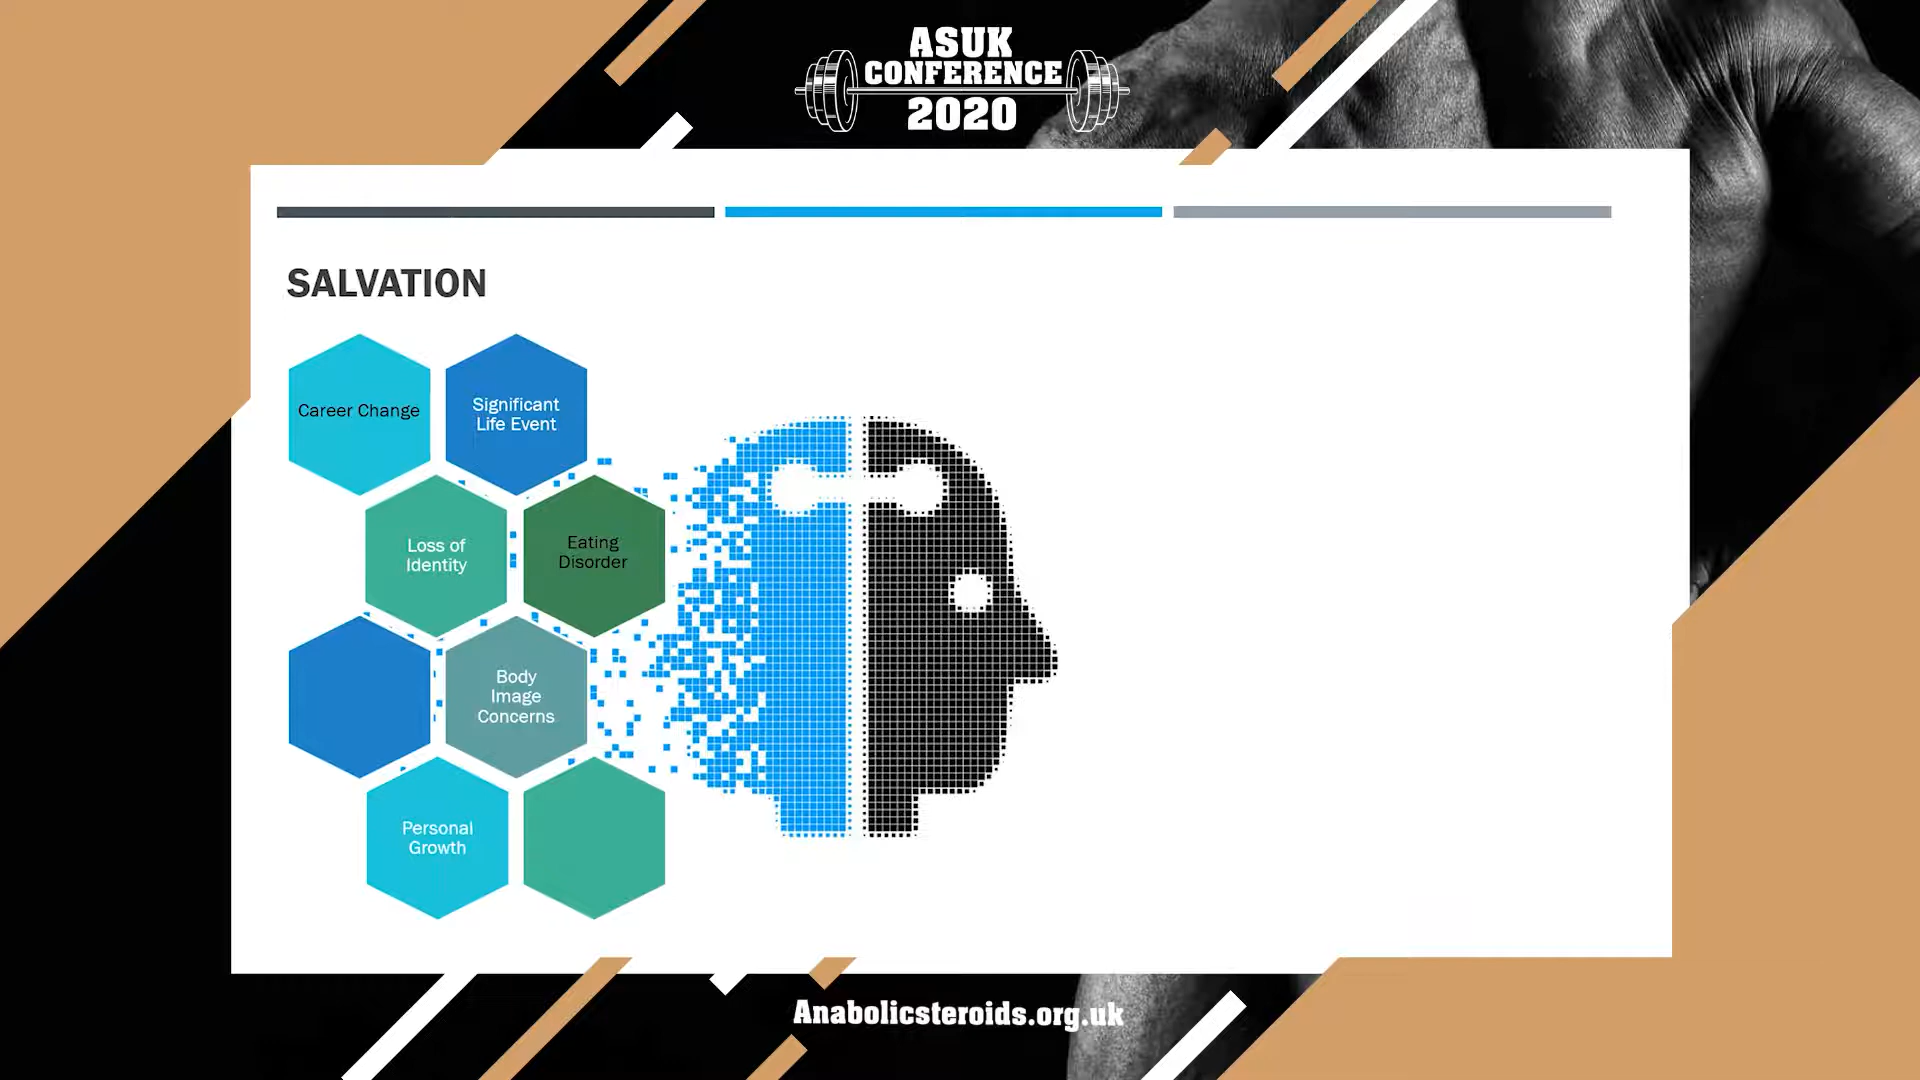 ASUK
CONFERENCE
2020
SALVATION
Career Change
Significant
Life Event
Loss of
Identity
Eating
Disorder
Body
Image
Concerns
Personal
Growth
Anabolicsteroids.org.uk